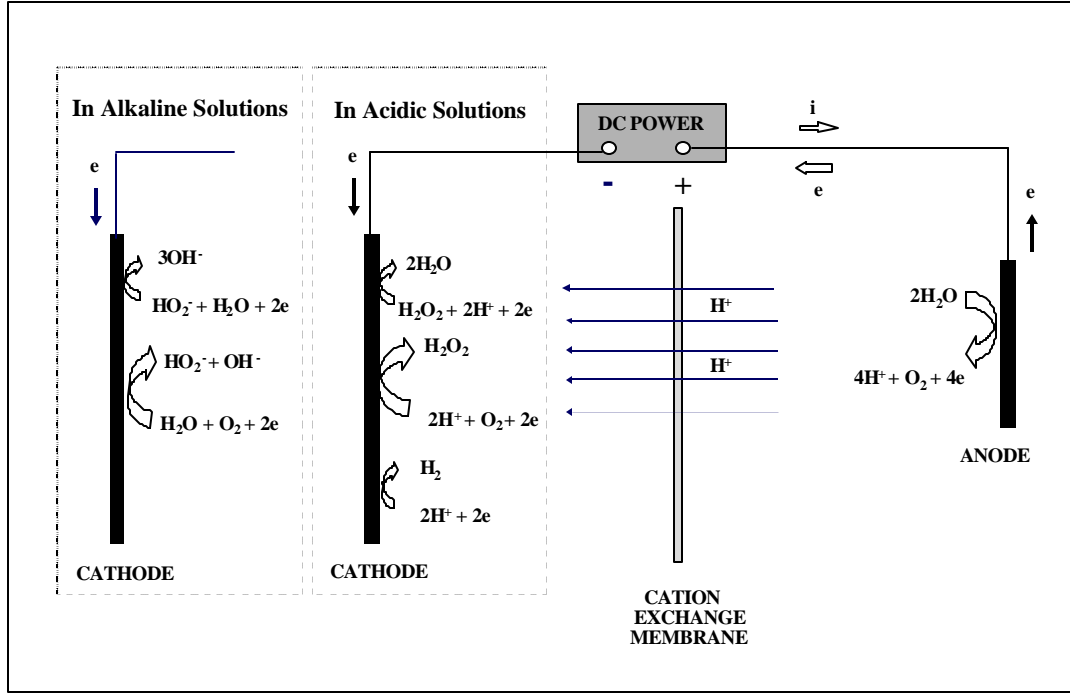 In Alkaline Solutions
e
3OH⁻
HO₂⁻ + H₂O + 2e
HO₂⁻ + OH⁻
H₂O + O₂ + 2e
CATHODE
In Acidic Solutions
e
2H₂O
H₂O₂ + 2H⁺ + 2e
H₂O₂
2H⁺ + O₂ + 2e
H₂
2H⁺ + 2e
CATHODE
DC POWER
- +
i
e
H⁺
H⁺
CATION
EXCHANGE
MEMBRANE
e
2H₂O
4H⁺ + O₂ + 4e
ANODE